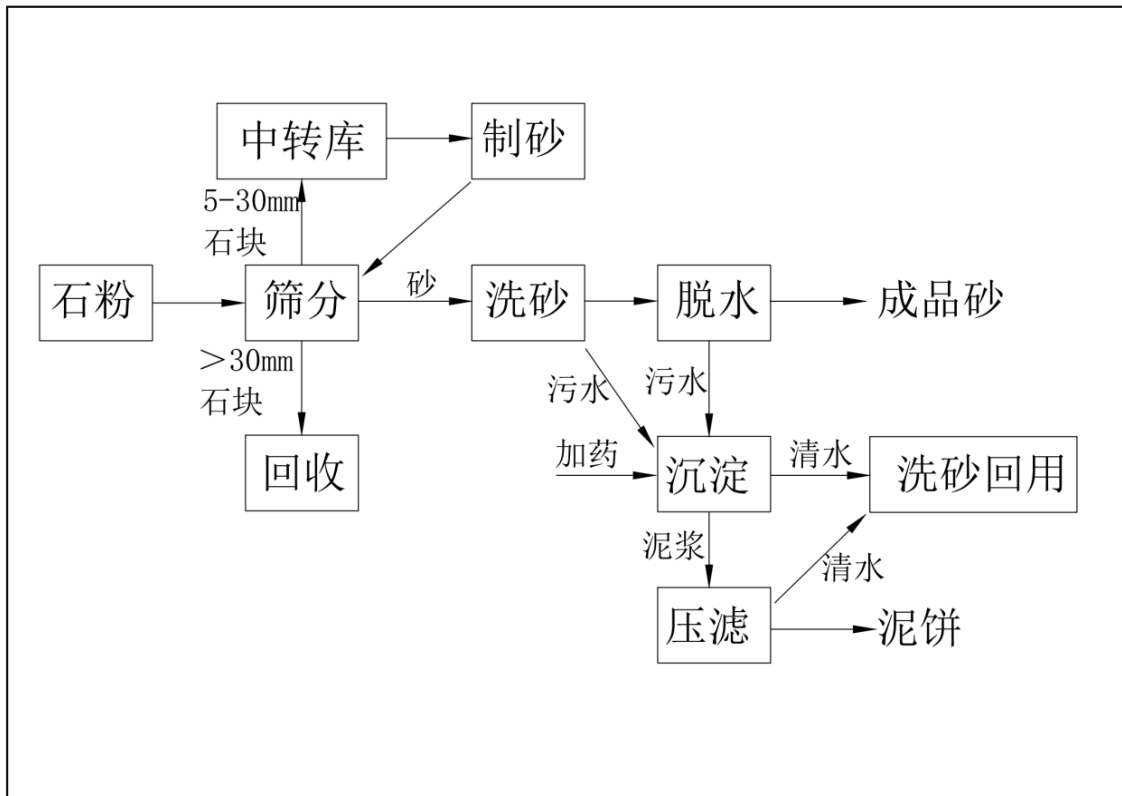 中转库
制砂
5-30mm
石块
石粉
筛分
砂
洗砂
脱水
成品砂
>30mm
石块
污水
污水
回收
加药
沉淀
清水
洗砂回用
泥浆
清水
压滤
泥饼